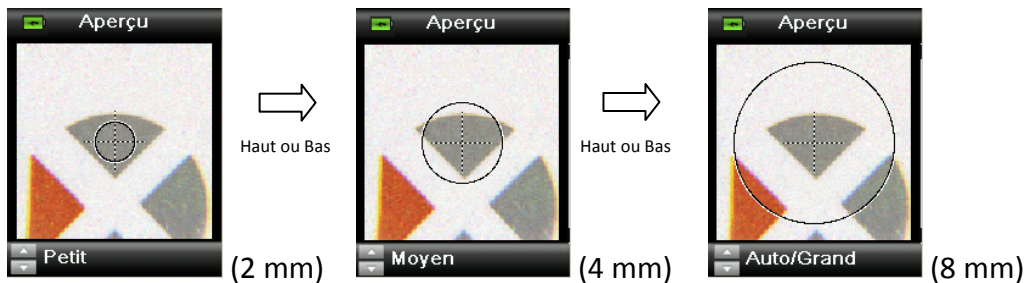 Aperçu
Petit
(2 mm)
Haut ou Bas
Aperçu
Moyen
(4 mm)
Haut ou Bas
Aperçu
Auto/Grand
(8 mm)